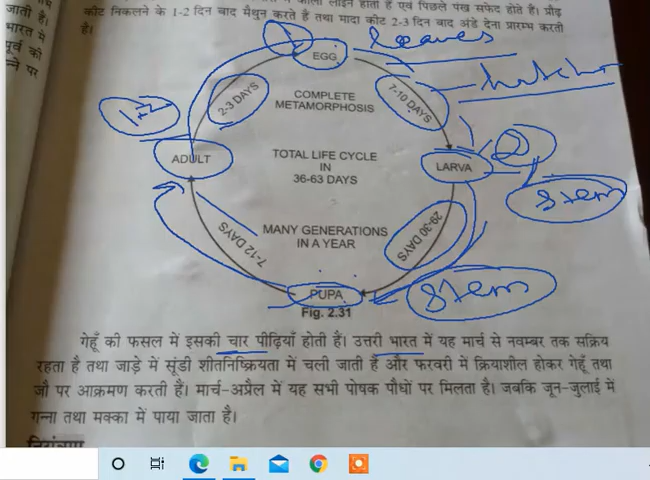 जाती है।
भारत में
पूर्व की
न्ने पर
कीट निकलने के 1-2 दिन बाद मैथुन करते हैं तथा मादा कीट 2-3 दिन बाद अंडे देना प्रारम्भ करती
है।
EGG
leaves
hatch
2-3 DAYS
COMPLETE
METAMORPHOSIS
7-10 DAYS
1-2
ADULT
TOTAL LIFE CYCLE
IN
36-63 DAYS
LARVA
2
stem
7-12 DAYS
MANY GENERATIONS
IN A YEAR
29-30 DAYS
PUPA
stem
Fig. 2.31
गेहूँ की फसल में इसकी चार पीढ़ियाँ होती हैं। उत्तरी भारत में यह मार्च से नवम्बर तक सक्रिय
रहता है तथा जाड़े में सूंडी शीतनिष्क्रियता में चली जाती है और फरवरी में क्रियाशील होकर गेहूँ तथा
जौ पर आक्रमण करती हैं। मार्च-अप्रैल में यह सभी पोषक पौधों पर मिलता है। जबकि जून-जुलाई में
गन्ना तथा मक्का में पाया जाता है।